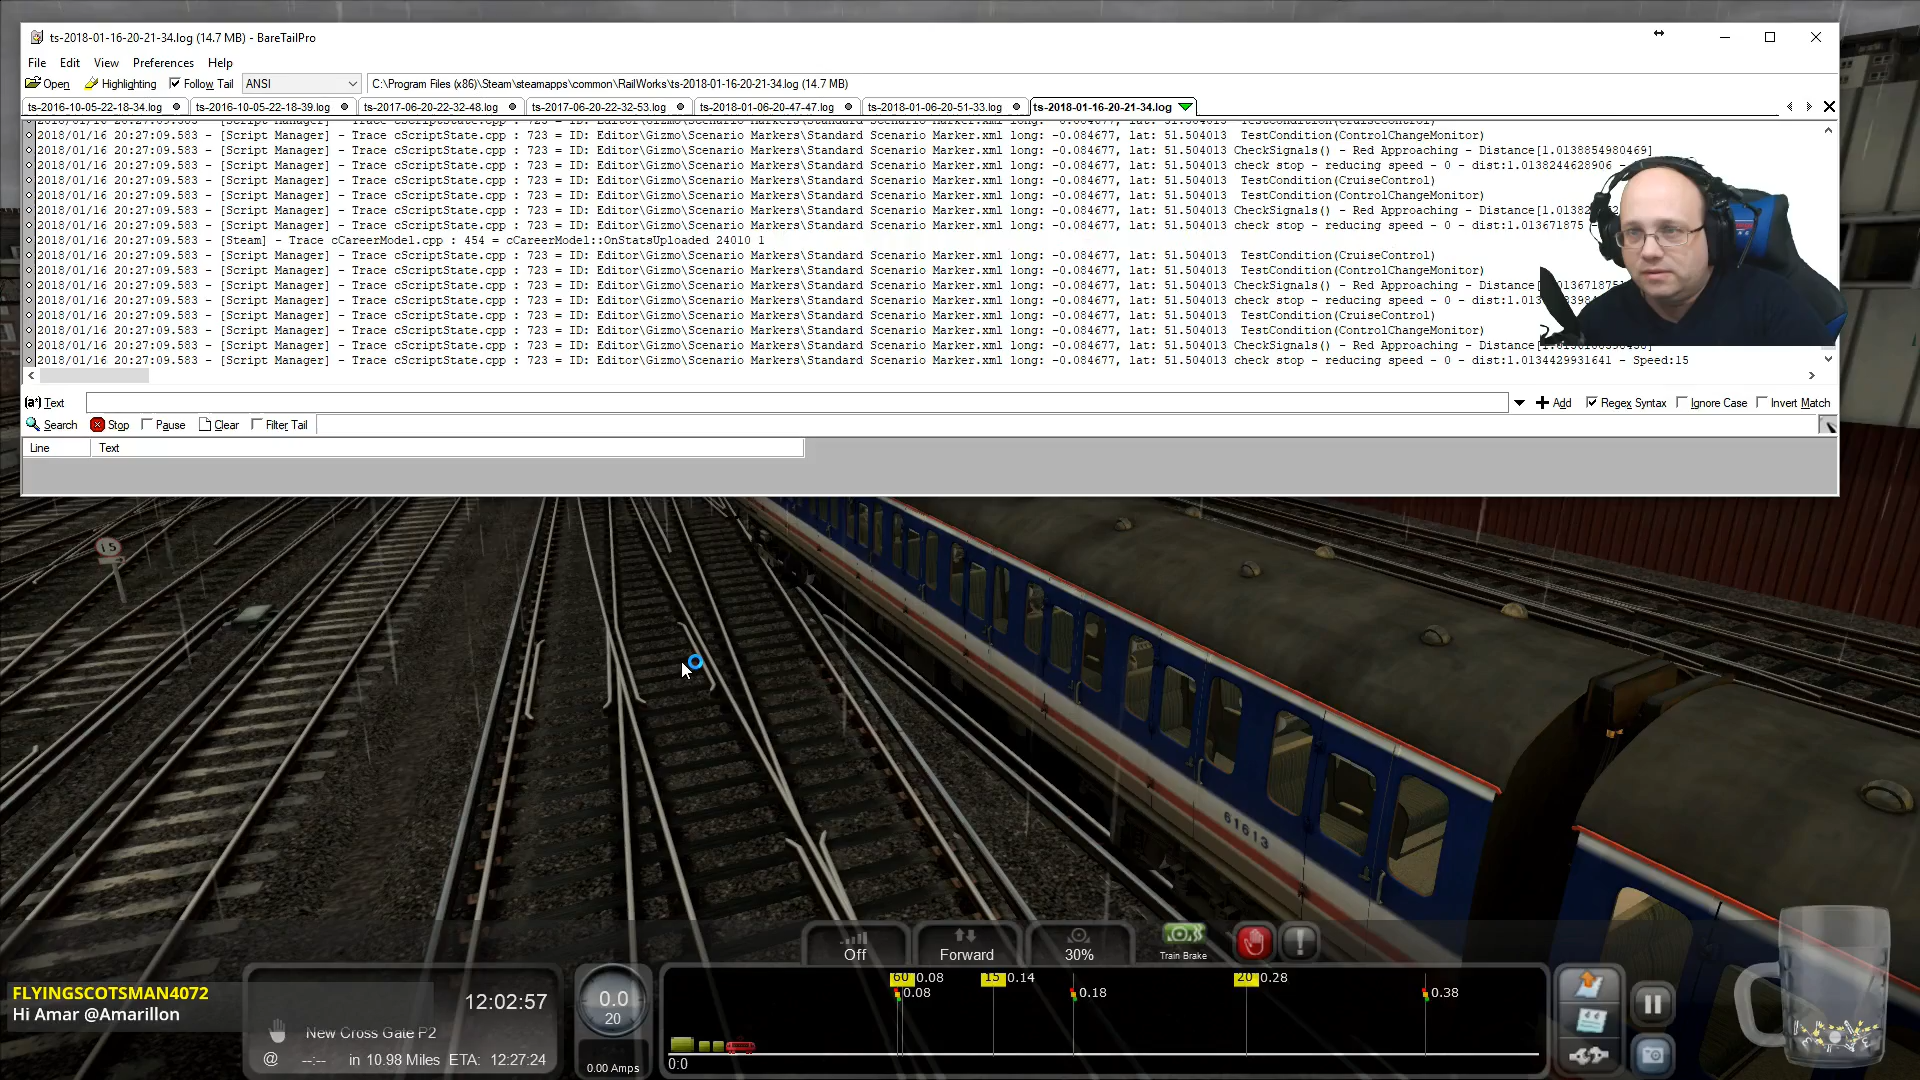 ts-2018-01-16-20-21-34.log (14.7 MB) - BareTailPro
File Edit View Preferences Help
Open Highlighting Follow Tail ANSI C:\Program Files (x86)\Steam\steamapps\common\RailWorks\ts-2018-01-16-20-21-34.log (14.7 MB)
ts-2016-10-05-22-18-34.log ts-2016-10-05-22-18-39.log ts-2017-06-20-22-32-48.log ts-2017-06-20-22-32-53.log ts-2018-01-06-20-47-47.log ts-2018-01-06-20-51-33.log ts-2018-01-16-20-21-34.log
2018/01/16 20:27:09.583 - [Script Manager] - Trace cScriptState.cpp : 723 = ID: Editor\Gizmo\Scenario Markers\Standard Scenario Marker.xml long: -0.084677, lat: 51.504013 TestCondition(CruiseControl)
2018/01/16 20:27:09.583 - [Script Manager] - Trace cScriptState.cpp : 723 = ID: Editor\Gizmo\Scenario Markers\Standard Scenario Marker.xml long: -0.084677, lat: 51.504013 TestCondition(ControlChangeMonitor)
2018/01/16 20:27:09.583 - [Script Manager] - Trace cScriptState.cpp : 723 = ID: Editor\Gizmo\Scenario Markers\Standard Scenario Marker.xml long: -0.084677, lat: 51.504013 CheckSignals() - Red Approaching - Distance[1.0138854980469]
2018/01/16 20:27:09.583 - [Script Manager] - Trace cScriptState.cpp : 723 = ID: Editor\Gizmo\Scenario Markers\Standard Scenario Marker.xml long: -0.084677, lat: 51.504013 check stop - reducing speed - 0 - dist:1.0138244628906 -
2018/01/16 20:27:09.583 - [Script Manager] - Trace cScriptState.cpp : 723 = ID: Editor\Gizmo\Scenario Markers\Standard Scenario Marker.xml long: -0.084677, lat: 51.504013 TestCondition(CruiseControl)
2018/01/16 20:27:09.583 - [Script Manager] - Trace cScriptState.cpp : 723 = ID: Editor\Gizmo\Scenario Markers\Standard Scenario Marker.xml long: -0.084677, lat: 51.504013 TestCondition(ControlChangeMonitor)
2018/01/16 20:27:09.583 - [Script Manager] - Trace cScriptState.cpp : 723 = ID: Editor\Gizmo\Scenario Markers\Standard Scenario Marker.xml long: -0.084677, lat: 51.504013 CheckSignals() - Red Approaching -
2018/01/16 20:27:09.583 - [Script Manager] - Trace cScriptState.cpp : 723 = ID: Editor\Gizmo\Scenario Markers\Standard Scenario Marker.xml long: -0.084677, lat: 51.504013 check stop - reducing speed - 0 - dist:1.013671875 -
2018/01/16 20:27:09.583 - [Steam] - Trace cCareerModel.cpp : 454 = cCareerModel::OnStatsUploaded 24010 1
2018/01/16 20:27:09.583 - [Script Manager] - Trace cScriptState.cpp : 723 = ID: Editor\Gizmo\Scenario Markers\Standard Scenario Marker.xml long: -0.084677, lat: 51.504013 TestCondition(CruiseControl)
2018/01/16 20:27:09.583 - [Script Manager] - Trace cScriptState.cpp : 723 = ID: Editor\Gizmo\Scenario Markers\Standard Scenario Marker.xml long: -0.084677, lat: 51.504013 TestCondition(ControlChangeMonitor)
2018/01/16 20:27:09.583 - [Script Manager] - Trace cScriptState.cpp : 723 = ID: Editor\Gizmo\Scenario Markers\Standard Scenario Marker.xml long: -0.084677, lat: 51.504013 CheckSignals() - Red Approaching -
2018/01/16 20:27:09.583 - [Script Manager] - Trace cScriptState.cpp : 723 = ID: Editor\Gizmo\Scenario Markers\Standard Scenario Marker.xml long: -0.084677, lat: 51.504013 check stop - reducing speed - 0 -
2018/01/16 20:27:09.583 - [Script Manager] - Trace cScriptState.cpp : 723 = ID: Editor\Gizmo\Scenario Markers\Standard Scenario Marker.xml long: -0.084677, lat: 51.504013 TestCondition(CruiseControl)
2018/01/16 20:27:09.583 - [Script Manager] - Trace cScriptState.cpp : 723 = ID: Editor\Gizmo\Scenario Markers\Standard Scenario Marker.xml long: -0.084677, lat: 51.504013 TestCondition(ControlChangeMonitor)
2018/01/16 20:27:09.583 - [Script Manager] - Trace cScriptState.cpp : 723 = ID: Editor\Gizmo\Scenario Markers\Standard Scenario Marker.xml long: -0.084677, lat: 51.504013 CheckSignals() - Red Approaching -
2018/01/16 20:27:09.583 - [Script Manager] - Trace cScriptState.cpp : 723 = ID: Editor\Gizmo\Scenario Markers\Standard Scenario Marker.xml long: -0.084677, lat: 51.504013 check stop - reducing speed - 0 - dist:1.0134429931641 - Speed:15
(a*) Text Add Regex Syntax Ignore Case Invert Match
Search Stop Pause Clear Filter Tail
Line Text
15
61613
Off Forward 30% Train Brake
60 0.08 15 0.14 20 0.28
0.08 0.18 0.38
FLYINGSCOTSMAN4072
Hi Amar @Amarillon
12:02:57
0.0
20
New Cross Gate P2
@ --:-- in 10.98 Miles ETA: 12:27:24
0.00 Amps
0:0